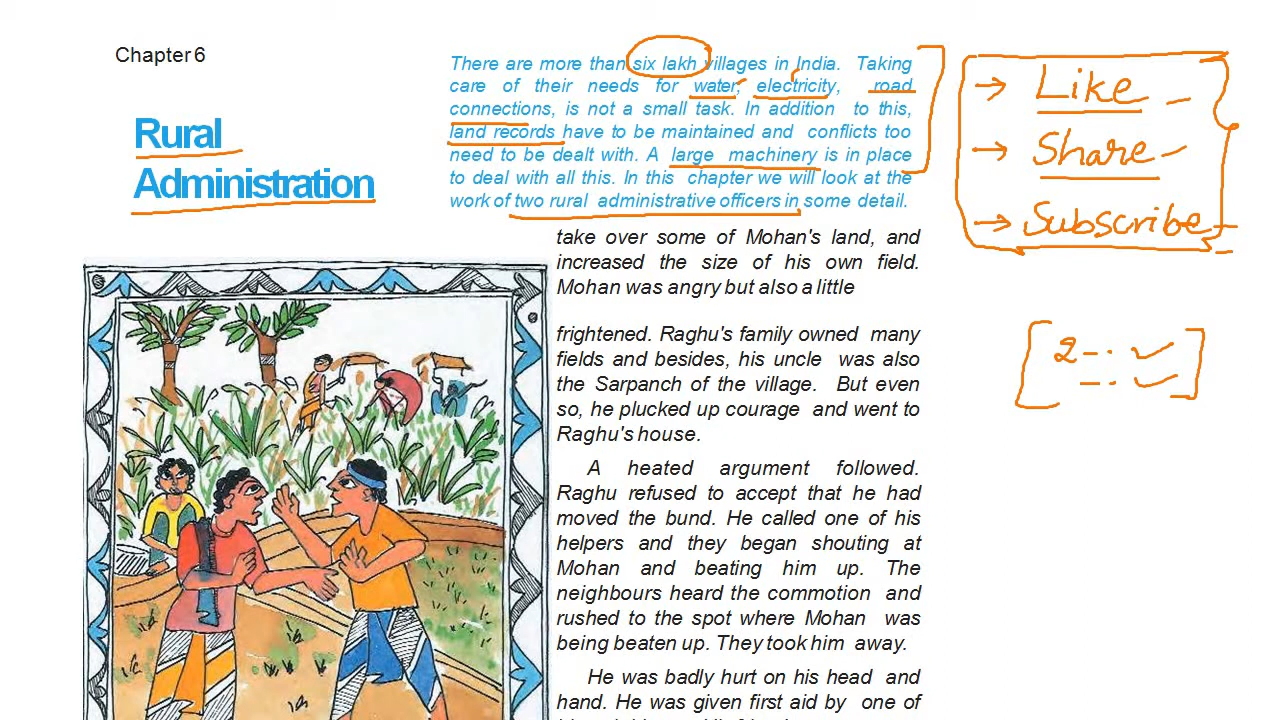 Chapter 6
Rural
Administration
There are more than six lakh villages in India. Taking
care of their needs for water, electricity, road
connections, is not a small task. In addition to this,
land records have to be maintained and conflicts too
need to be dealt with. A large machinery is in place
to deal with all this. In this chapter we will look at the
work of two rural administrative officers in some detail.
take over some of Mohan's land, and
increased the size of his own field.
Mohan was angry but also a little
frightened. Raghu's family owned many
fields and besides, his uncle was also
the Sarpanch of the village. But even
so, he plucked up courage and went to
Raghu's house.
A heated argument followed.
Raghu refused to accept that he had
moved the bund. He called one of his
helpers and they began shouting at
Mohan and beating him up. The
neighbours heard the commotion and
rushed to the spot where Mohan was
being beaten up. They took him away.
He was badly hurt on his head and
hand. He was given first aid by one of
→ Like
→ Share
→ Subscribe
2